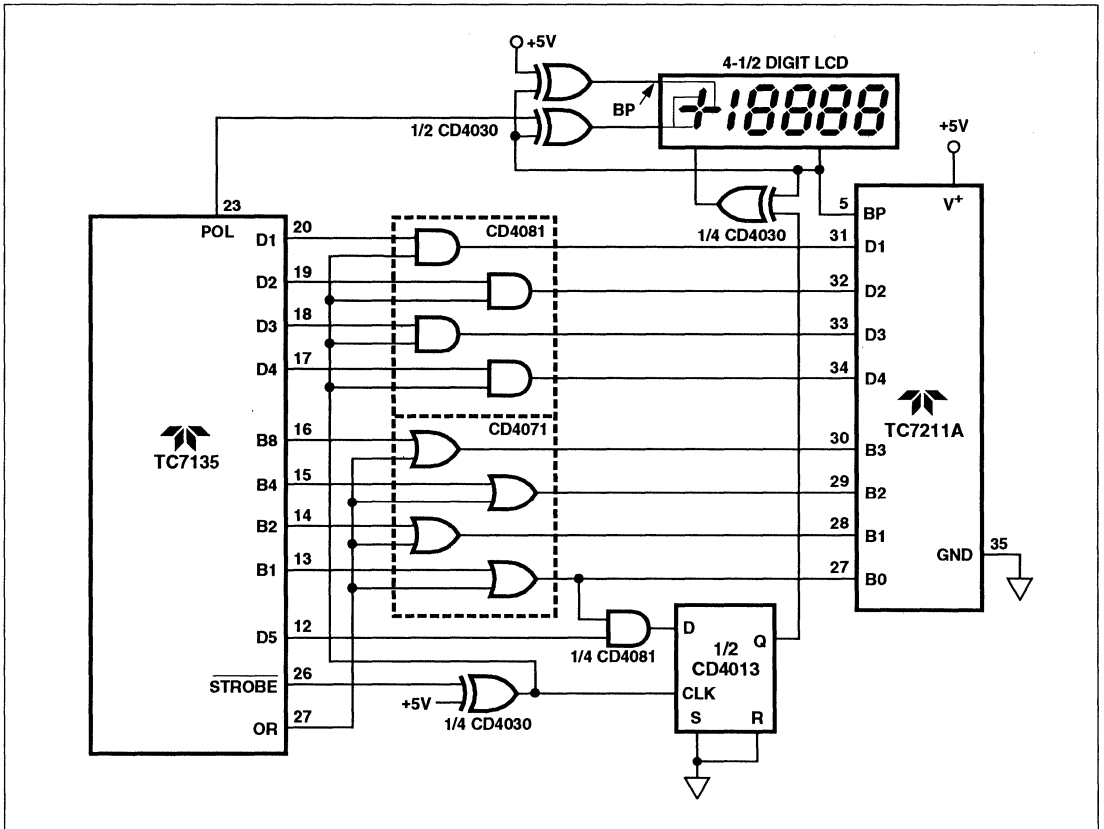 +5V
4-1/2 DIGIT LCD
BP
1/2 CD4030
+18888
+5V
23
POL
1/4 CD4030
5
BP
V+
D1
20
CD4081
31
D1
D2
19
32
D2
D3
18
33
D3
D4
17
34
D4
TC7135
CD4071
TC7211A
B8
16
30
B3
B4
15
29
B2
B2
14
28
B1
B1
13
27
B0
GND
35
D5
12
1/4 CD4081
D
Q
1/2
CD4013
STROBE
26
+5V
1/4 CD4030
CLK
S
R
OR
27